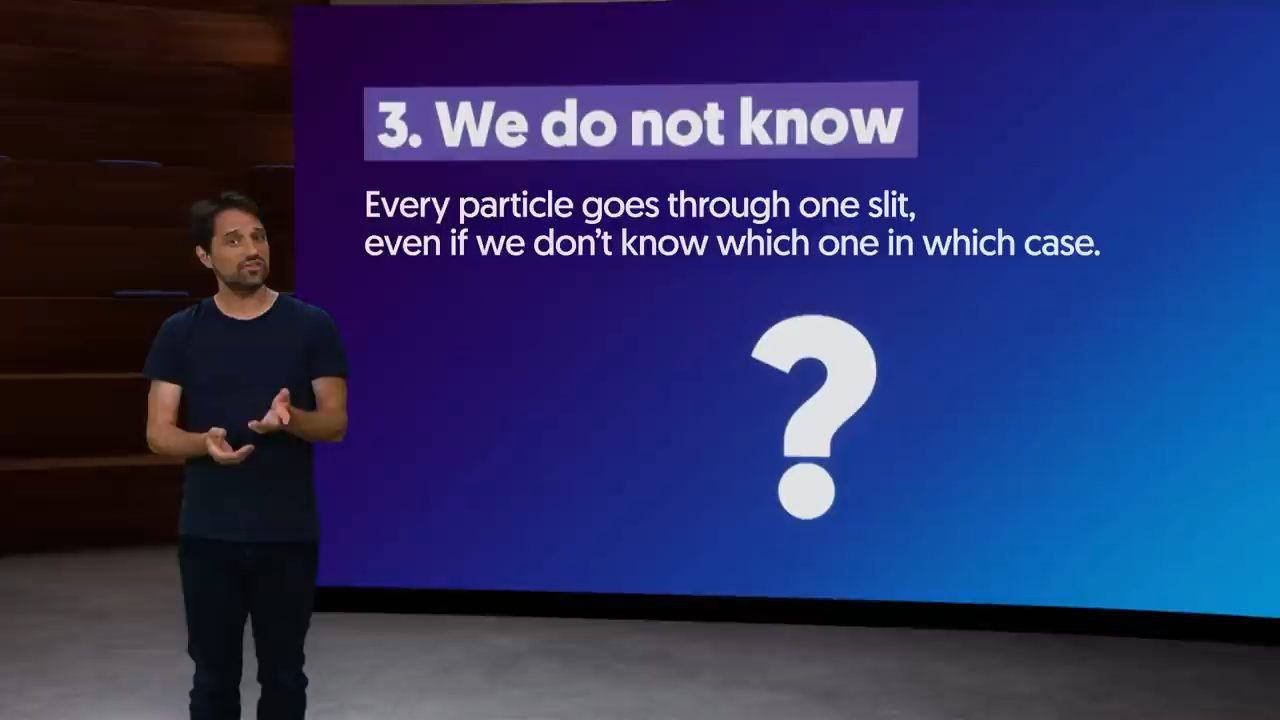 3. We do not know
Every particle goes through one slit,
even if we don’t know which one in which case.
?